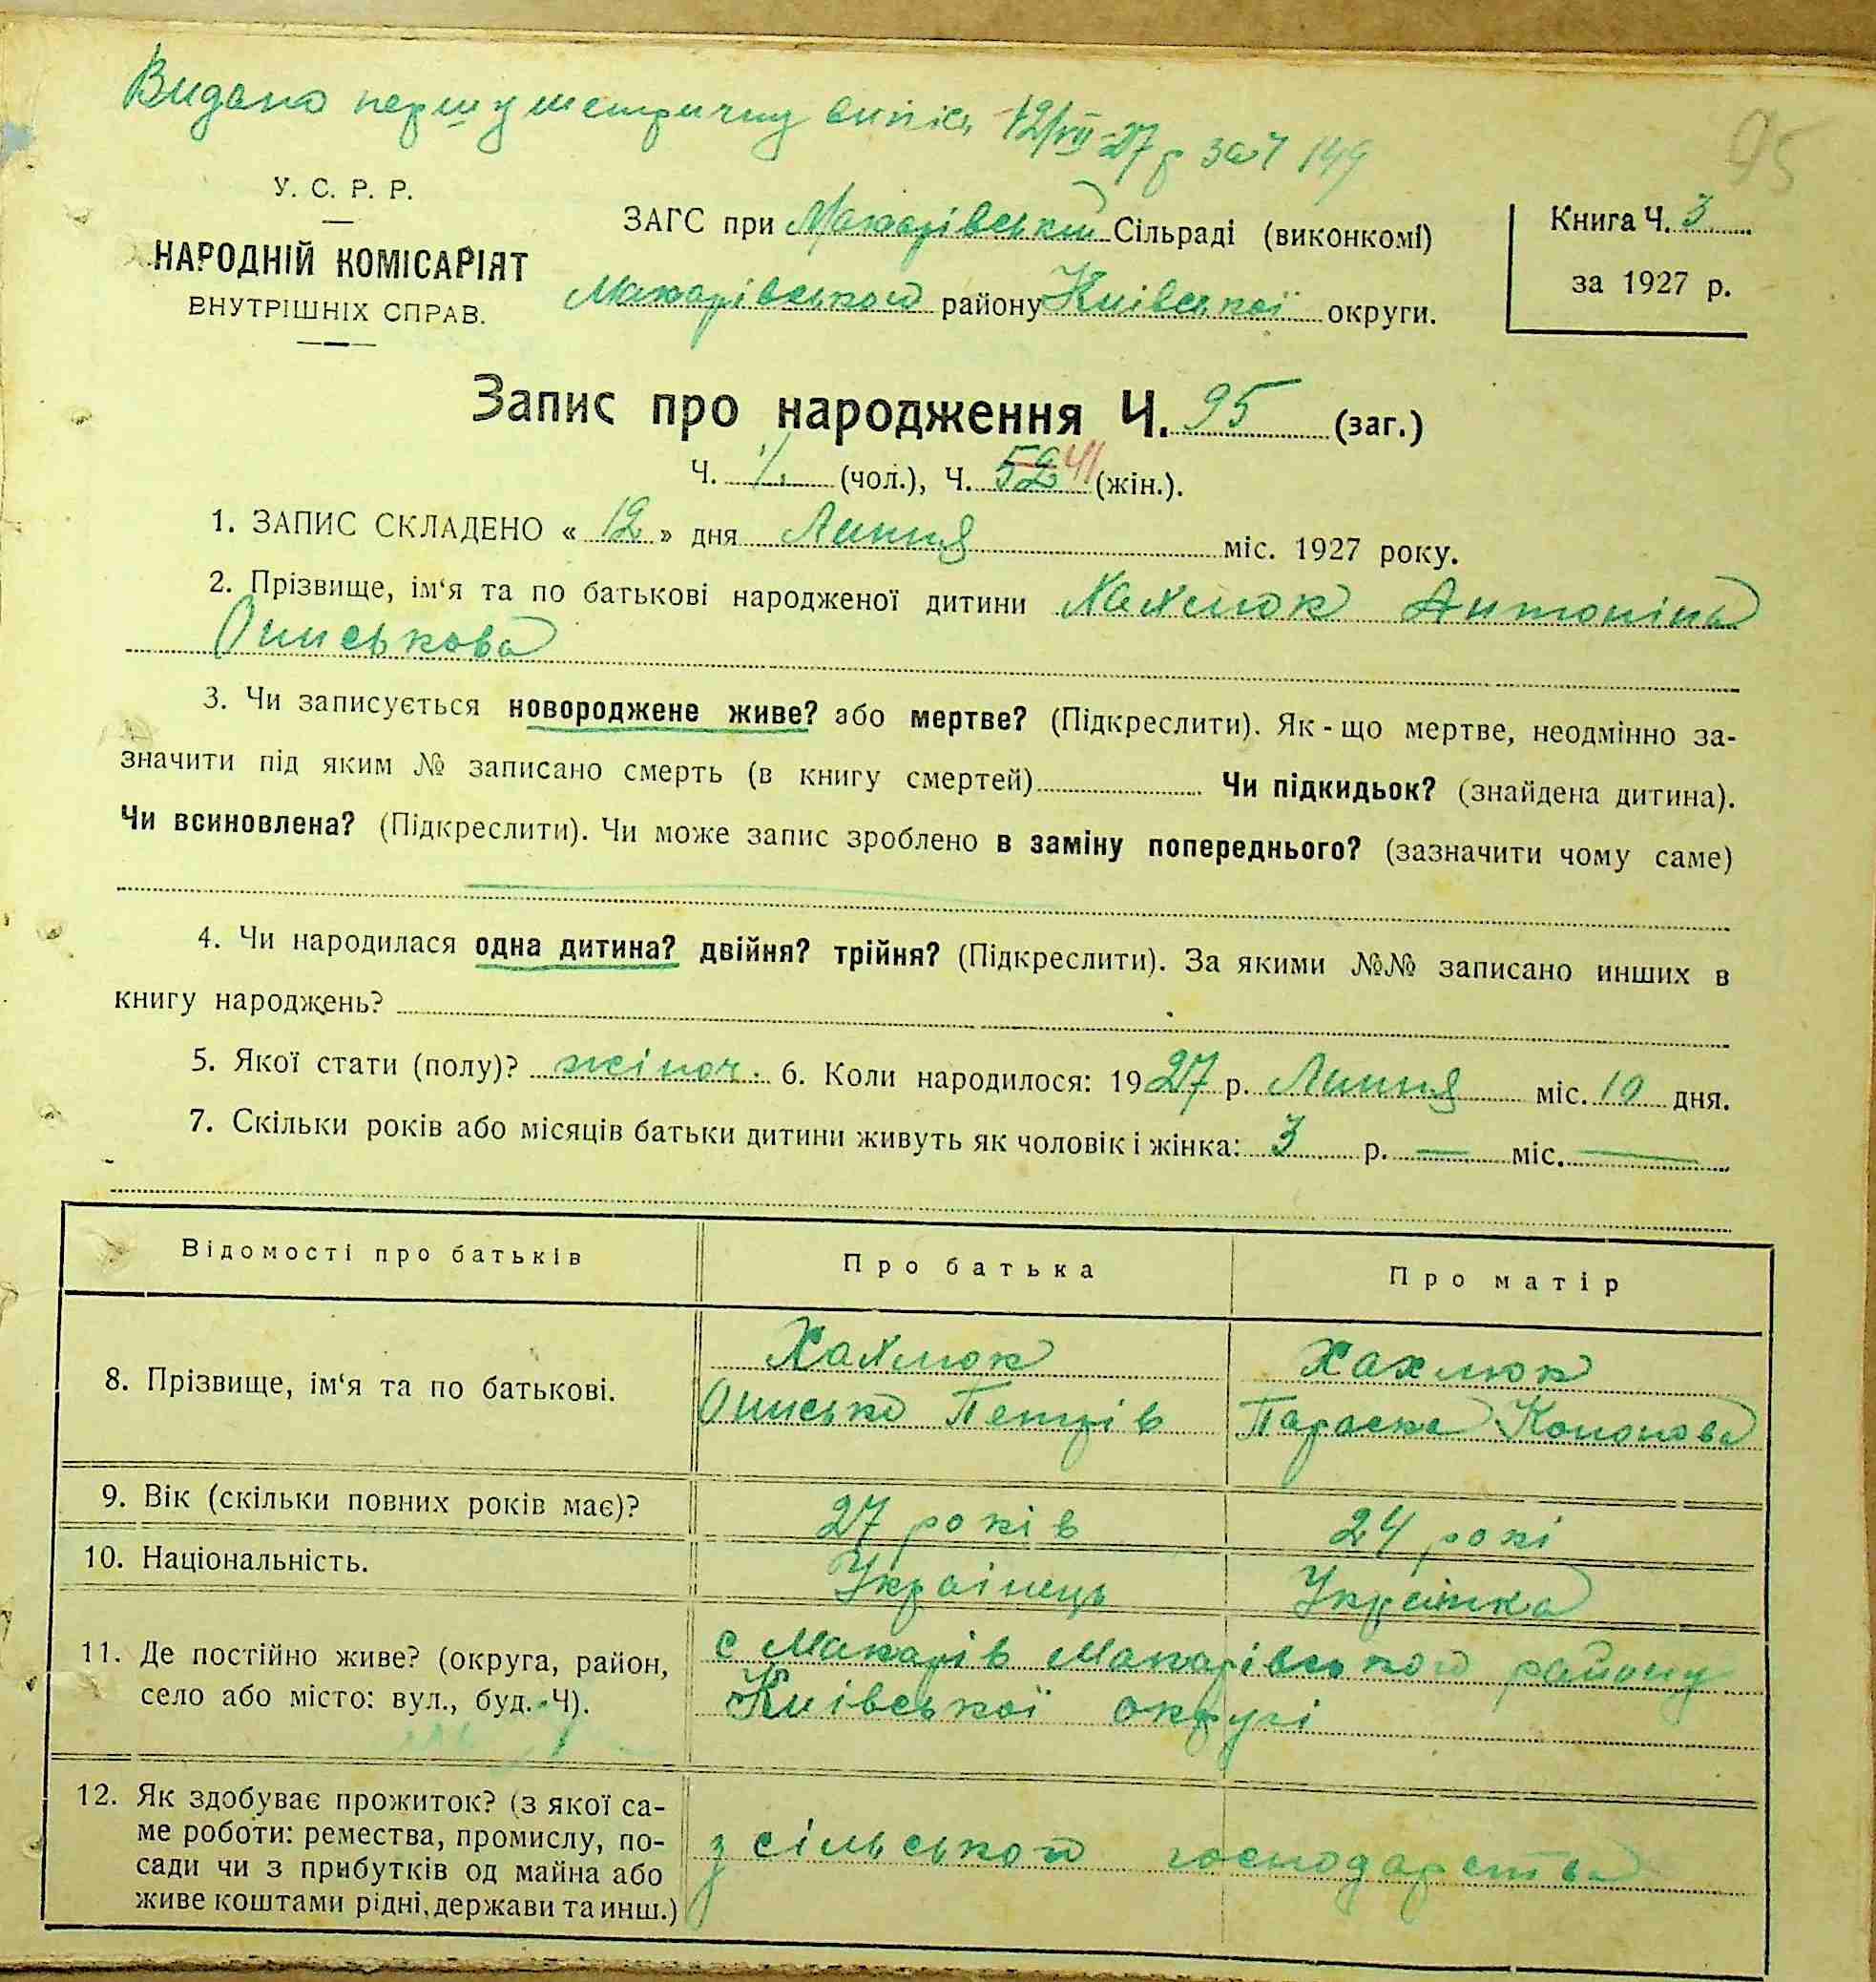 Видано першу метричну випісь 12/VII-27 р за Ч 149
95
У. С. Р. Р.
НАРОДНІЙ КОМІСАРІЯТ
ВНУТРІШНІХ СПРАВ.
ЗАГС при Макарівській Сільраді (виконкомі)
Макарівського району Київської округи.
Книга Ч. 3
за 1927 р.
Запис про народження Ч. 95 (заг.)
Ч. (чол.), Ч. 52 41 (жін.).
1. ЗАПИС СКЛАДЕНО « 12 » дня Липня міс. 1927 року.
2. Прізвище, ім‘я та по батькові народженої дитини Хахлюк Антоніна
Описькова
3. Чи записується новороджене живе? або мертве? (Підкреслити). Як-що мертве, неодмінно за-
значити під яким № записано смерть (в книгу смертей) Чи підкидьок? (знайдена дитина).
Чи всиновлена? (Підкреслити). Чи може запис зроблено в заміну попереднього? (зазначити чому саме)
4. Чи народилася одна дитина? двійня? трійня? (Підкреслити). За якими №№ записано инших в
книгу народжень?
5. Якої стати (полу)? жіноч. 6. Коли народилося: 1927 р. Липня міс. 10 дня.
7. Скільки років або місяців батьки дитини живуть як чоловік і жінка: 3 р. — міс. —
Відомості про батьків
Про батька
Про матір
8. Прізвище, ім‘я та по батькові.
Хахлюк
Описько Петрів
Хахлюк
Параска Кононова
9. Вік (скільки повних років має)?
27 років
24 рокі
10. Національність.
Українець
Українка
11. Де постійно живе? (округа, район,
село або місто: вул., буд. Ч).
с Макарів Макарівського району
Київської округі
12. Як здобуває прожиток? (з якої са-
ме роботи: ремества, промислу, по-
сади чи з прибутків од майна або
живе коштами рідні, держави та инш.)
з сільського господарства